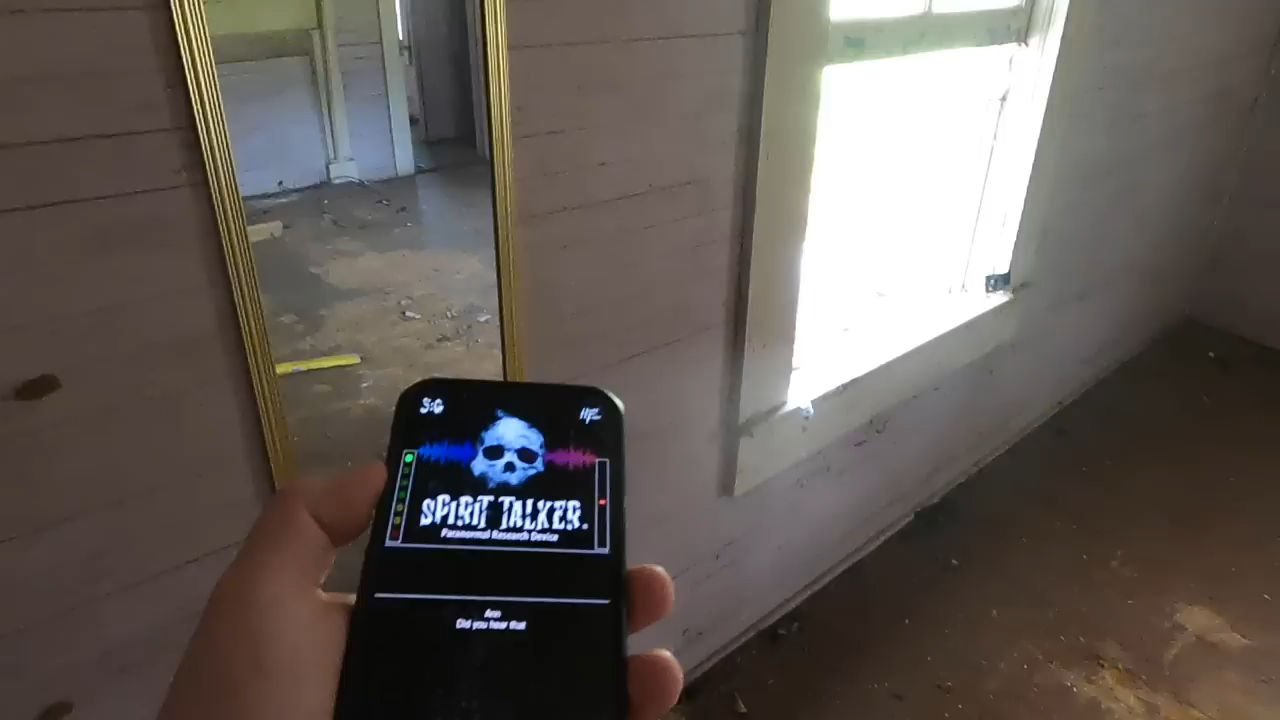 SPIRIT TALKER.
Paranormal Research Device
Ann
Did you hear that